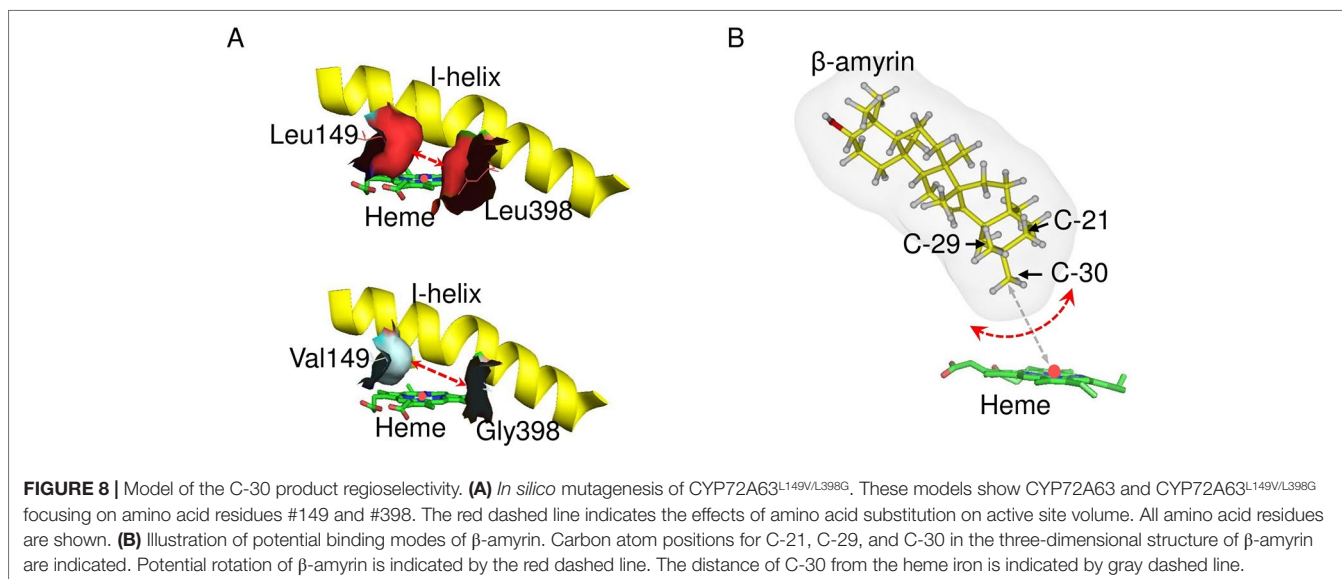 A
I-helix
Leu149
Heme
Leu398
I-helix
Val149
Heme
Gly398
B
β-amyrin
C-21
C-29
C-30
Heme
FIGURE 8 | Model of the C-30 product regioselectivity. (A) In silico mutagenesis of CYP72A63L149V/L398G. These models show CYP72A63 and CYP72A63L149V/L398G
focusing on amino acid residues #149 and #398. The red dashed line indicates the effects of amino acid substitution on active site volume. All amino acid residues
are shown. (B) Illustration of potential binding modes of β-amyrin. Carbon atom positions for C-21, C-29, and C-30 in the three-dimensional structure of β-amyrin
are indicated. Potential rotation of β-amyrin is indicated by the red dashed line. The distance of C-30 from the heme iron is indicated by gray dashed line.